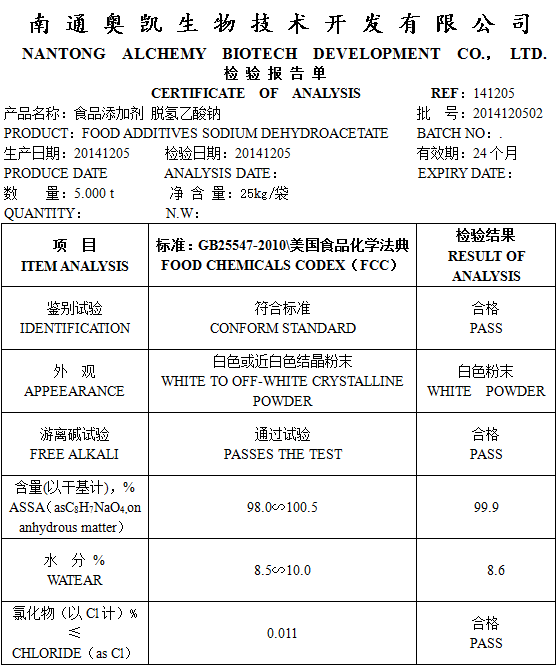 南 通 奥 凯 生 物 技 术 开 发 有 限 公 司
NANTONG ALCHEMY BIOTECH DEVELOPMENT CO., LTD.
检 验 报 告 单
CERTIFICATE OF ANALYSIS REF:141205
产品名称:食品添加剂 脱氢乙酸钠 批 号:2014120502
PRODUCT:FOOD ADDITIVES SODIUM DEHYDROACETATE BATCH NO:.
生产日期:20141205 检验日期:20141205 有效期:24个月
PRODUCE DATE ANALYSIS DATE: EXPIRY DATE:
数 量:5.000 t 净 含 量:25kg/袋
QUANTITY: N.W:
项 目
ITEM ANALYSIS
标准:GB25547-2010\美国食品化学法典
FOOD CHEMICALS CODEX(FCC)
检验结果
RESULT OF
ANALYSIS
鉴别试验
IDENTIFICATION
符合标准
CONFORM STANDARD
合格
PASS
外 观
APPEEARANCE
白色或近白色结晶粉末
WHITE TO OFF-WHITE CRYSTALLINE
POWDER
白色粉末
WHITE POWDER
游离碱试验
FREE ALKALI
通过试验
PASSES THE TEST
合格
PASS
含量(以干基计),%
ASSA(asC8H7NaO4,on
anhydrous matter)
98.0∽100.5
99.9
水 分 %
WATEAR
8.5∽10.0
8.6
氯化物(以 Cl 计)%
≤
CHLORIDE(as Cl)
0.011
合格
PASS